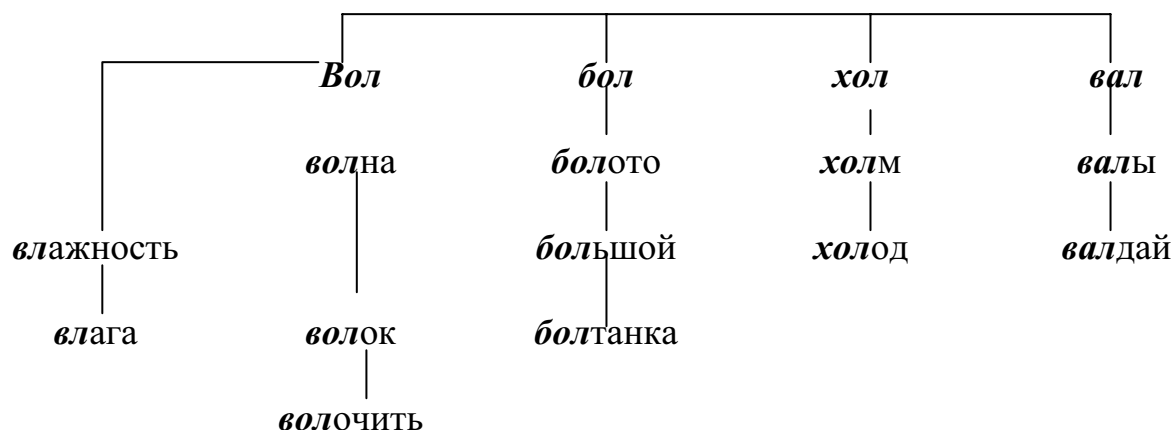 Вол бол хол вал
волна болото холм валы
влажность большой холод валдай
влага волок болтанка
волочить